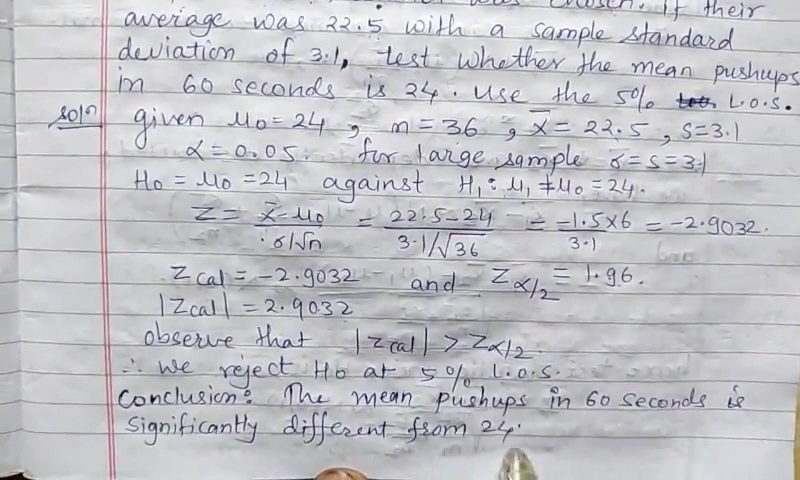 chosen. If their
average was 22.5 with a sample standard
deviation of 3.1, test whether the mean pushups
in 60 seconds is 24. Use the 5% L.O.S.
Soln given μ0 = 24, n = 36, x̄ = 22.5, s = 3.1
α = 0.05. for large sample σ = s = 3.1
H0 = μ0 = 24 against H1 : μ1 ≠ μ0 = 24.
Z = x̄ - μ0 / σ/√n = 22.5 - 24 / 3.1/√36 = -1.5 × 6 / 3.1 = -2.9032.
Zcal = -2.9032 and Zα/2 = 1.96.
|Zcal| = 2.9032
observe that |Zcal| > Zα/2.
∴ we reject H0 at 5% l.o.s.
Conclusion: The mean pushups in 60 seconds is
significantly different from 24.